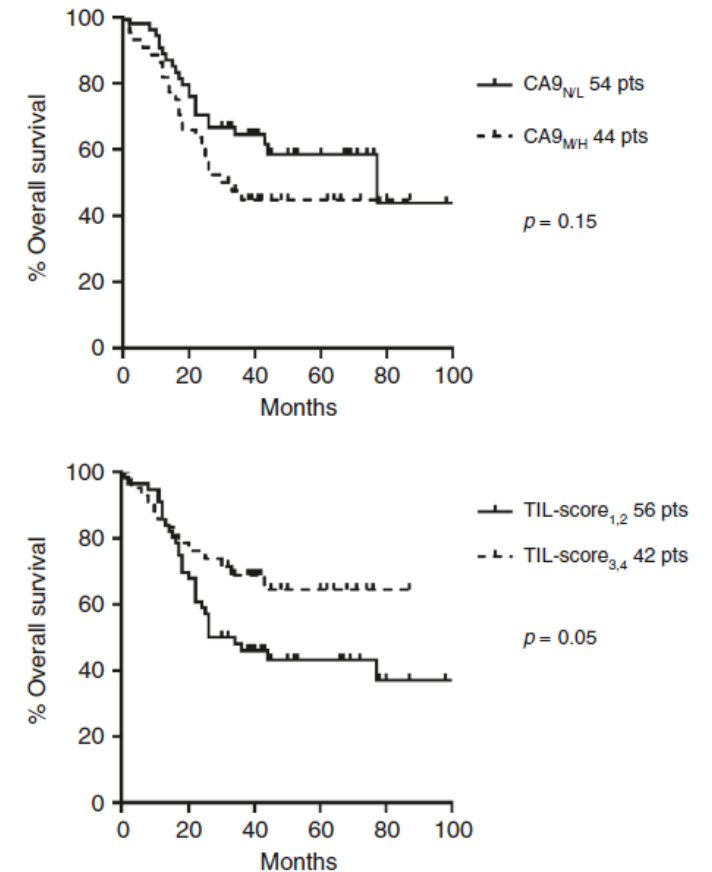 % Overall survival
100
80
60
40
20
0
0 20 40 60 80 100
Months
CA9N/L 54 pts
CA9M/H 44 pts
p = 0.15
% Overall survival
100
80
60
40
20
0
0 20 40 60 80 100
Months
TIL-score1,2 56 pts
TIL-score3,4 42 pts
p = 0.05